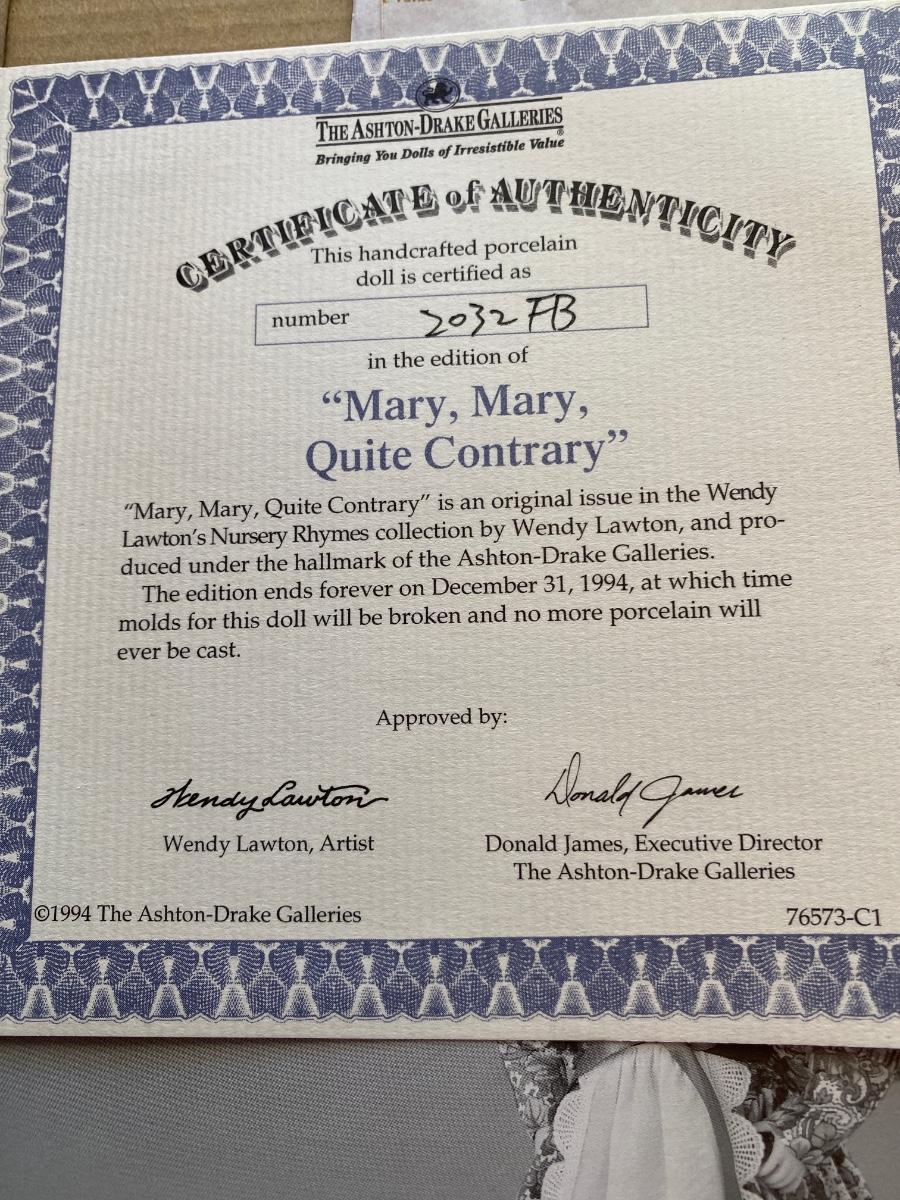 THE ASHTON-DRAKE GALLERIES®
Bringing You Dolls of Irresistible Value
CERTIFICATE of AUTHENTICITY
This handcrafted porcelain
doll is certified as
number 2032 FB
in the edition of
“Mary, Mary,
Quite Contrary”
“Mary, Mary, Quite Contrary” is an original issue in the Wendy
Lawton's Nursery Rhymes collection by Wendy Lawton, and pro-
duced under the hallmark of the Ashton-Drake Galleries.
The edition ends forever on December 31, 1994, at which time
molds for this doll will be broken and no more porcelain will
ever be cast.
Approved by:
Wendy Lawton Donald James
Wendy Lawton, Artist Donald James, Executive Director
The Ashton-Drake Galleries
©1994 The Ashton-Drake Galleries 76573-C1